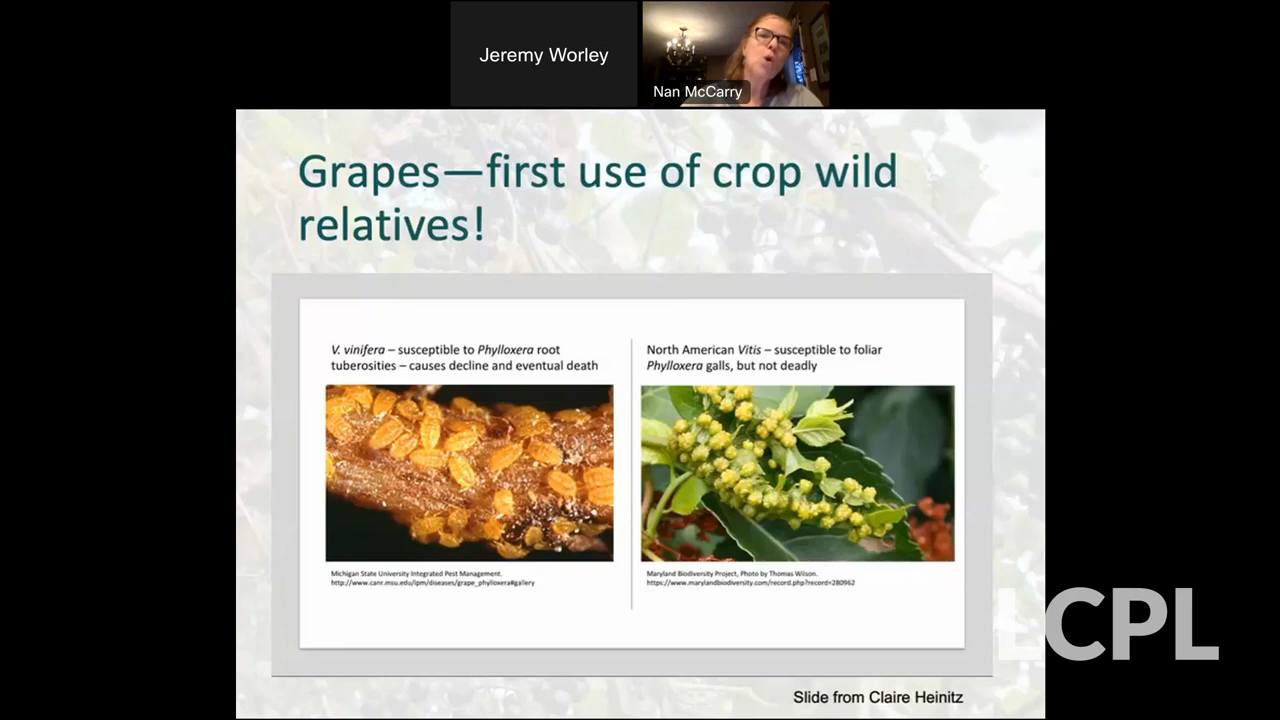 Jeremy Worley
Nan McCarry
Grapes—first use of crop wild
relatives!
V. vinifera – susceptible to Phylloxera root
tuberosities – causes decline and eventual death
North American Vitis – susceptible to foliar
Phylloxera galls, but not deadly
Michigan State University Integrated Pest Management.
http://www.canr.msu.edu/ipm/diseases/grape_phylloxera#gallery
Maryland Biodiversity Project, Photo by Thomas Wilson.
https://www.marylandbiodiversity.com/record.php?record=280962
LCPL
Slide from Claire Heinitz